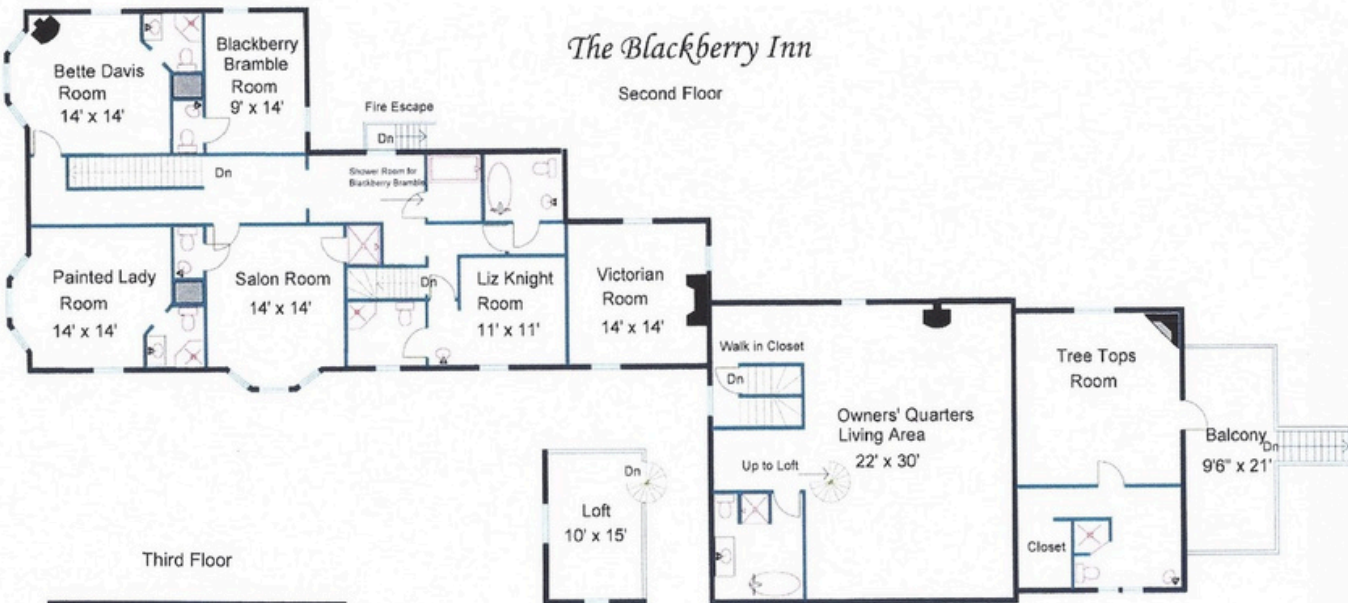 The Blackberry Inn
Second Floor
Bette Davis
Room
14' x 14'
Blackberry
Bramble
Room
9' x 14'
Fire Escape
Dn
Dn
Shower Room for
Blackberry Bramble
Painted Lady
Room
14' x 14'
Salon Room
14' x 14'
Dn
Liz Knight
Room
11' x 11'
Victorian
Room
14' x 14'
Walk in Closet
Dn
Owners' Quarters
Living Area
22' x 30'
Up to Loft
Tree Tops
Room
Balcony
Dn
9'6" x 21'
Closet
Dn
Loft
10' x 15'
Third Floor